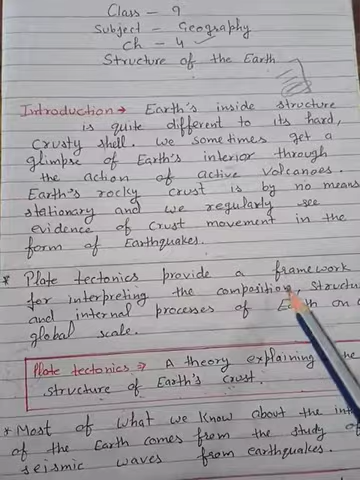 Class - 9
Subject - Geography
Ch - 4
Structure of the Earth
Introduction → Earth's inside structure
is quite different to its hard,
crusty shell. We sometimes get a
glimpse of Earth's interior through
the action of active volcanoes.
Earth's rocky crust is by no means
stationary and we regularly see
evidence of crust movement in the
form of Earthquakes.
* Plate tectonics provide a framework
for interpreting the composition, structu
and internal processes of Earth on a
global scale.
Plate tectonics → A theory explaining the
structure of Earth's crust.
* Most of what we know about the int
of the Earth comes from the study of
seismic waves from earthquakes.